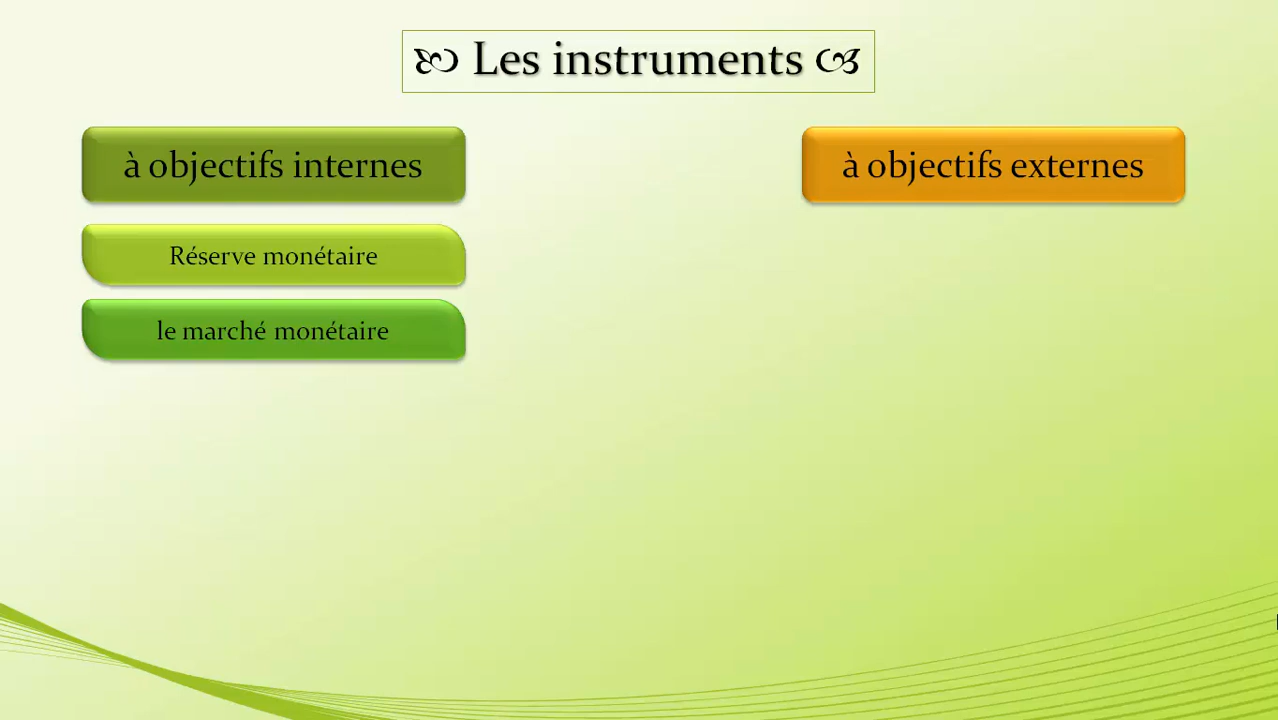 Les instruments
à objectifs internes
à objectifs externes
Réserve monétaire
le marché monétaire